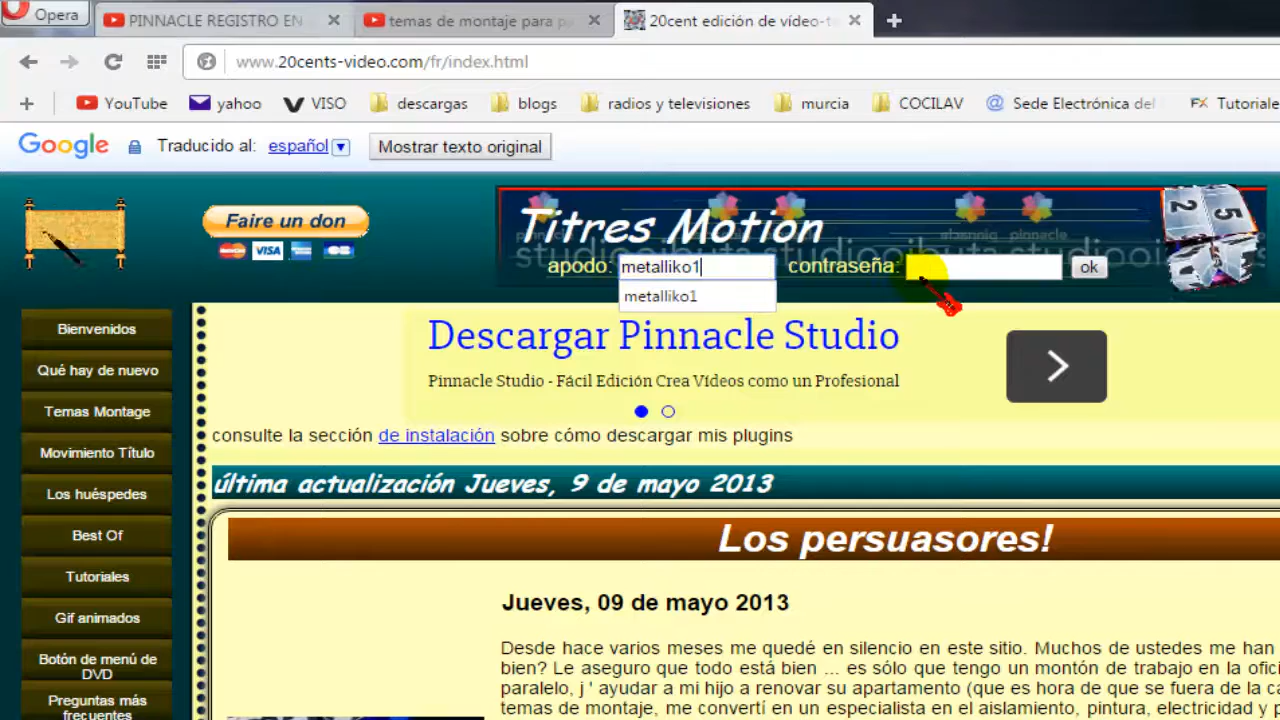 Opera
PINNACLE REGISTRO EN
temas de montaje para
20cent edición de vídeo-t
www.20cents-video.com/fr/index.html
YouTube
yahoo
VISO
descargas
blogs
radios y televisiones
murcia
COCILAV
Sede Electrónica del
FX Tutoriale
Google Traducido al: español Mostrar texto original
Faire un don
VISA
Titres Motion
apodo: metalliko1 contraseña: ok
metalliko1
2 5
Bienvenidos
Qué hay de nuevo
Temas Montage
Movimiento Título
Los huéspedes
Best Of
Tutoriales
Gif animados
Botón de menú de
DVD
Preguntas más
frecuentes
Descargar Pinnacle Studio
Pinnacle Studio - Fácil Edición Crea Vídeos como un Profesional
consulte la sección de instalación sobre cómo descargar mis plugins
última actualización Jueves, 9 de mayo 2013
Los persuasores!
Jueves, 09 de mayo 2013
Desde hace varios meses me quedé en silencio en este sitio. Muchos de ustedes me han
bien? Le aseguro que todo está bien ... es sólo que tengo un montón de trabajo en la ofici
paralelo, j ' ayudar a mi hijo a renovar su apartamento (que es hora de que se fuera de la ca
temas de montaje, me convertí en un especialista en el aislamiento, pintura, electricidad y p